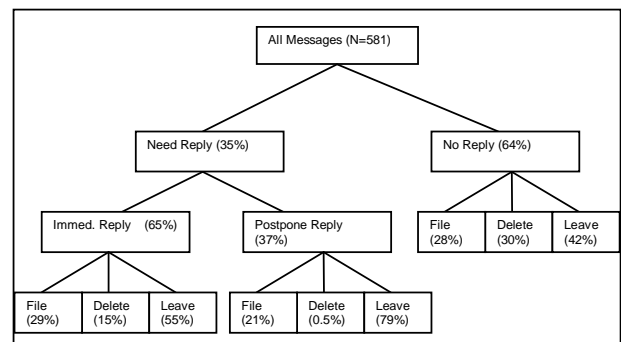 All Messages (N=581)
Need Reply (35%)
No Reply (64%)
Immed. Reply (65%)
Postpone Reply
(37%)
File
(28%)
Delete
(30%)
Leave
(42%)
File
(29%)
Delete
(15%)
Leave
(55%)
File
(21%)
Delete
(0.5%)
Leave
(79%)